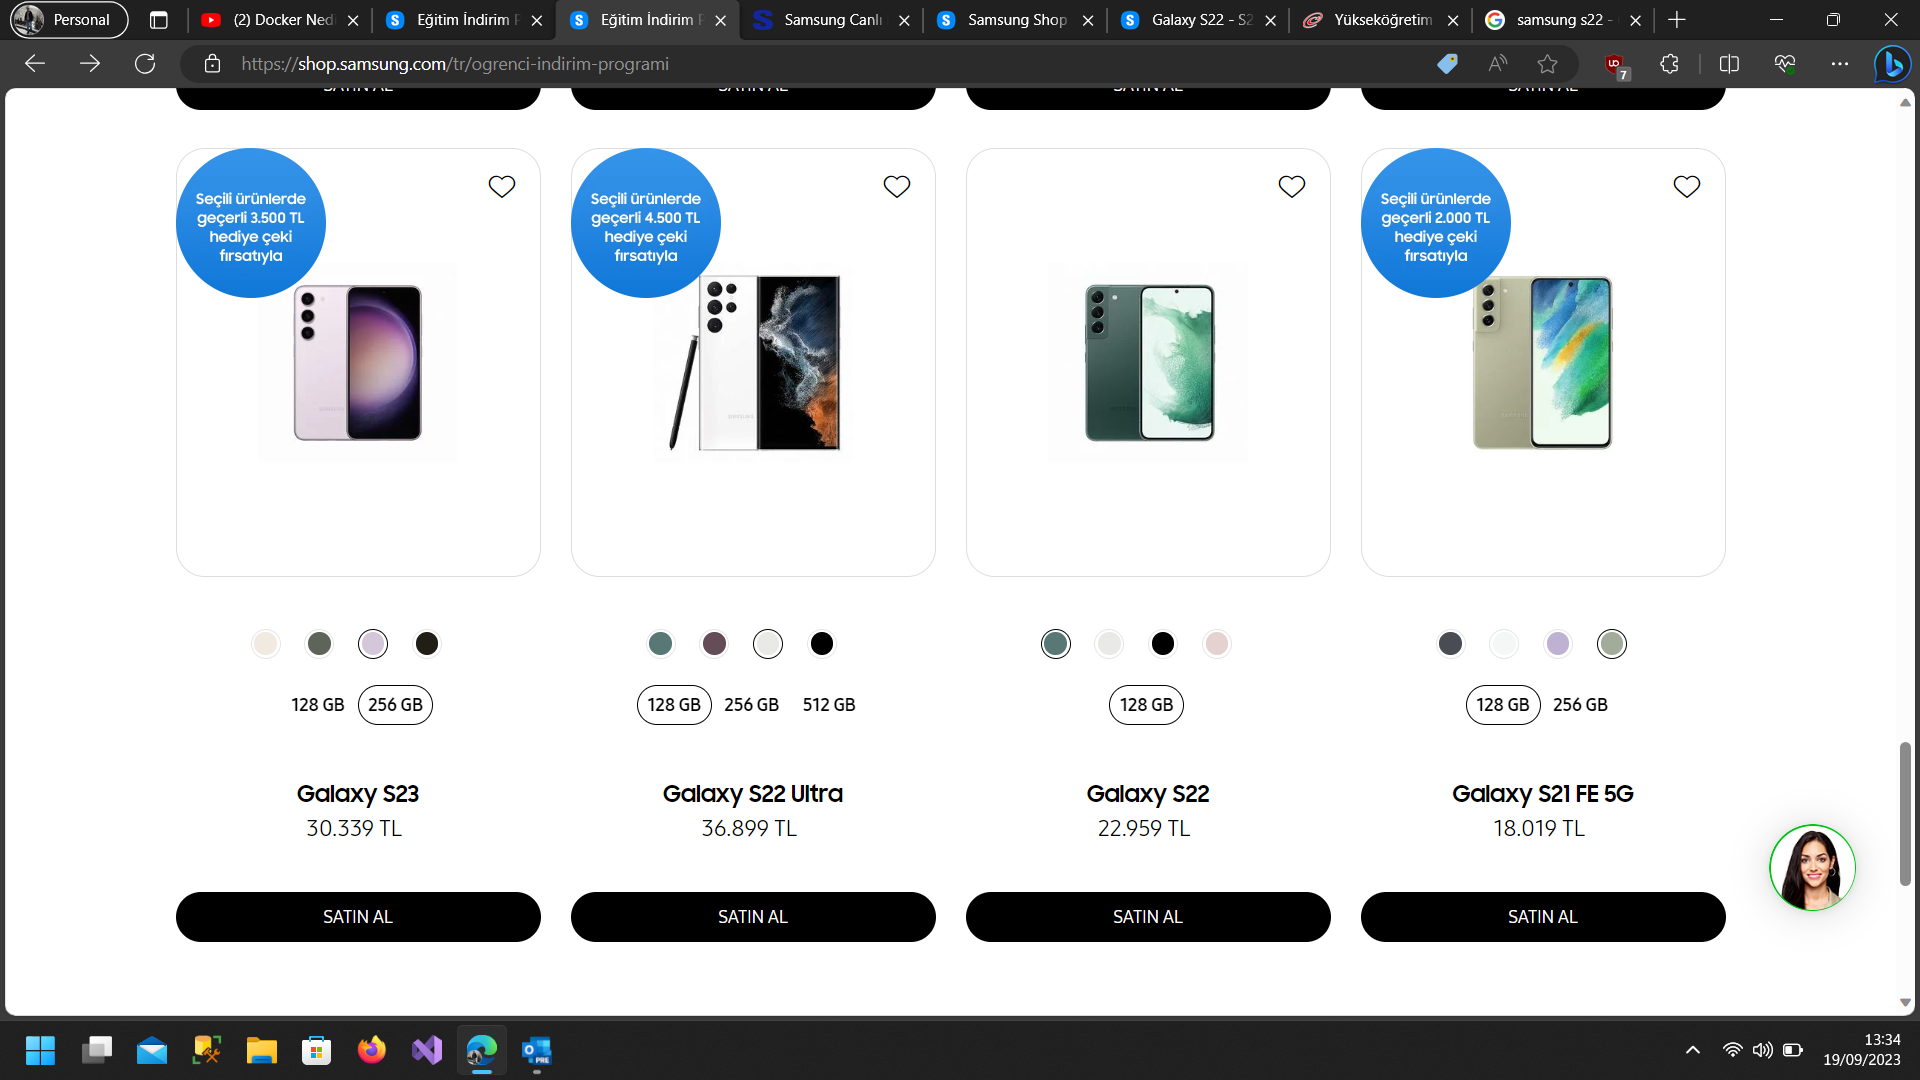 Personal
(2) Docker Ned
Eğitim İndirim P
Eğitim İndirim P
Samsung Canlı
Samsung Shop
Galaxy S22 - S2
Yükseköğretim
samsung s22 -
https://shop.samsung.com/tr/ogrenci-indirim-programi
7
SATIN AL
SATIN AL
SATIN AL
SATIN AL
Seçili ürünlerde
geçerli 3.500 TL
hediye çeki
fırsatıyla
Seçili ürünlerde
geçerli 4.500 TL
hediye çeki
fırsatıyla
Seçili ürünlerde
geçerli 2.000 TL
hediye çeki
fırsatıyla
128 GB 256 GB
128 GB 256 GB 512 GB
128 GB
128 GB 256 GB
Galaxy S23
30.339 TL
Galaxy S22 Ultra
36.899 TL
Galaxy S22
22.959 TL
Galaxy S21 FE 5G
18.019 TL
SATIN AL
SATIN AL
SATIN AL
SATIN AL
PRE
13:34
19/09/2023